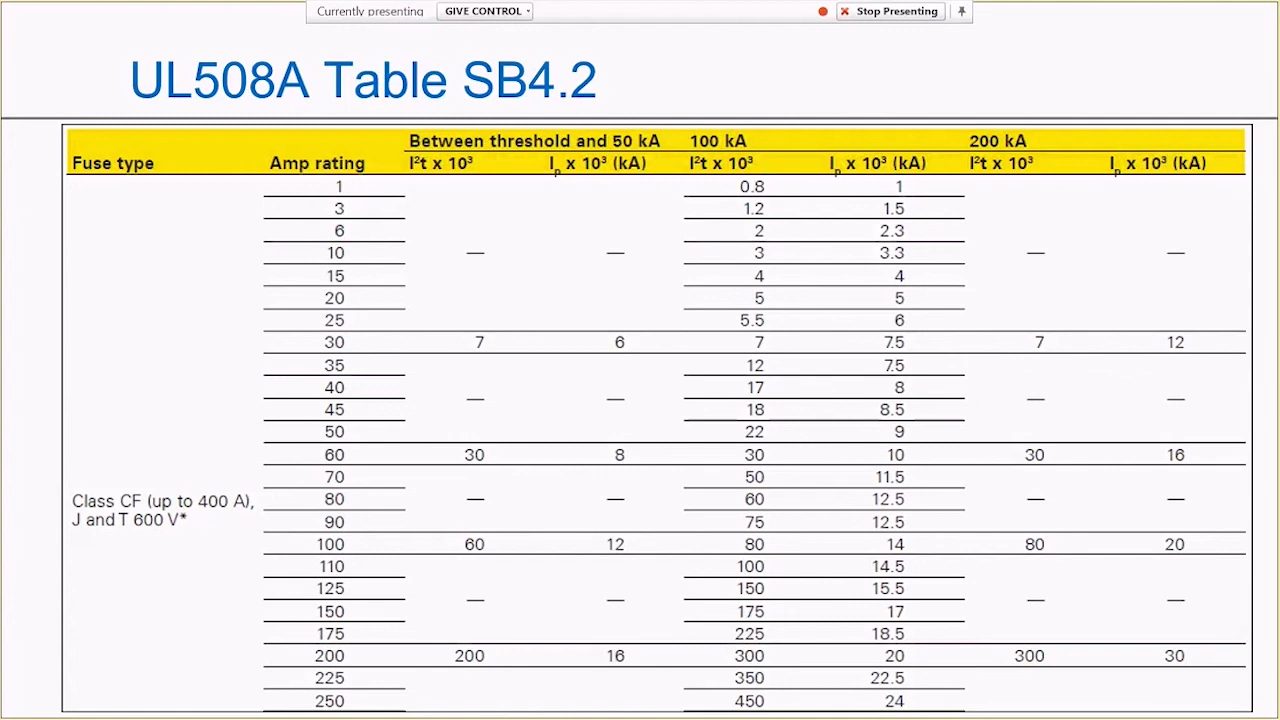 Currently presenting GIVE CONTROL Stop Presenting
UL508A Table SB4.2
Between threshold and 50 kA 100 kA 200 kA
Fuse type Amp rating I²t x 10³ Iₚ x 10³ (kA) I²t x 10³ Iₚ x 10³ (kA) I²t x 10³ Iₚ x 10³ (kA)
1 0.8 1
3 1.2 1.5
6 2 2.3
10 — — 3 3.3 — —
15 4 4
20 5 5
25 5.5 6
30 7 6 7 7.5 7 12
35 12 7.5
40 17 8
— — — —
45 18 8.5
50 22 9
60 30 8 30 10 30 16
70 50 11.5
Class CF (up to 400 A), 80 — — 60 12.5 — —
J and T 600 V* 90 75 12.5
100 60 12 80 14 80 20
110 100 14.5
125 150 15.5
— — — —
150 175 17
175 225 18.5
200 200 16 300 20 300 30
225 350 22.5
250 450 24